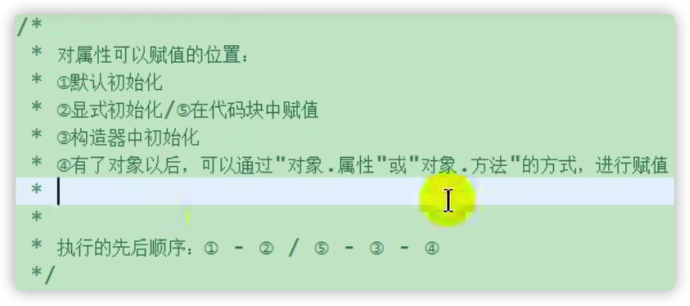 /*
 * 对属性可以赋值的位置：
 * ①默认初始化
 * ②显式初始化/⑤在代码块中赋值
 * ③构造器中初始化
 * ④有了对象以后，可以通过"对象.属性"或"对象.方法"的方式，进行赋值
 *
 *
 * 执行的先后顺序：① - ② / ⑤ - ③ - ④
 */